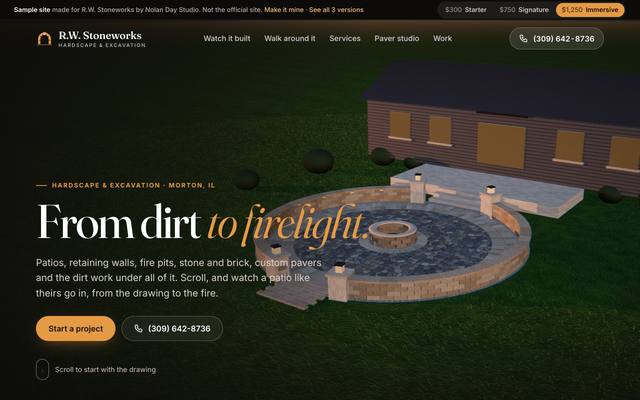 Sample site made for R.W. Stoneworks by Nolan Day Studio. Not the official site. Make it mine · See all 3 versions
$300 Starter $750 Signature $1,250 Immersive
R.W. Stoneworks
HARDSCAPE & EXCAVATION
Watch it built Walk around it Services Paver studio Work
(309) 642-8736
HARDSCAPE & EXCAVATION · MORTON, IL
From dirt to firelight.
Patios, retaining walls, fire pits, stone and brick, custom pavers
and the dirt work under all of it. Scroll, and watch a patio like
theirs go in, from the drawing to the fire.
Start a project (309) 642-8736
Scroll to start with the drawing